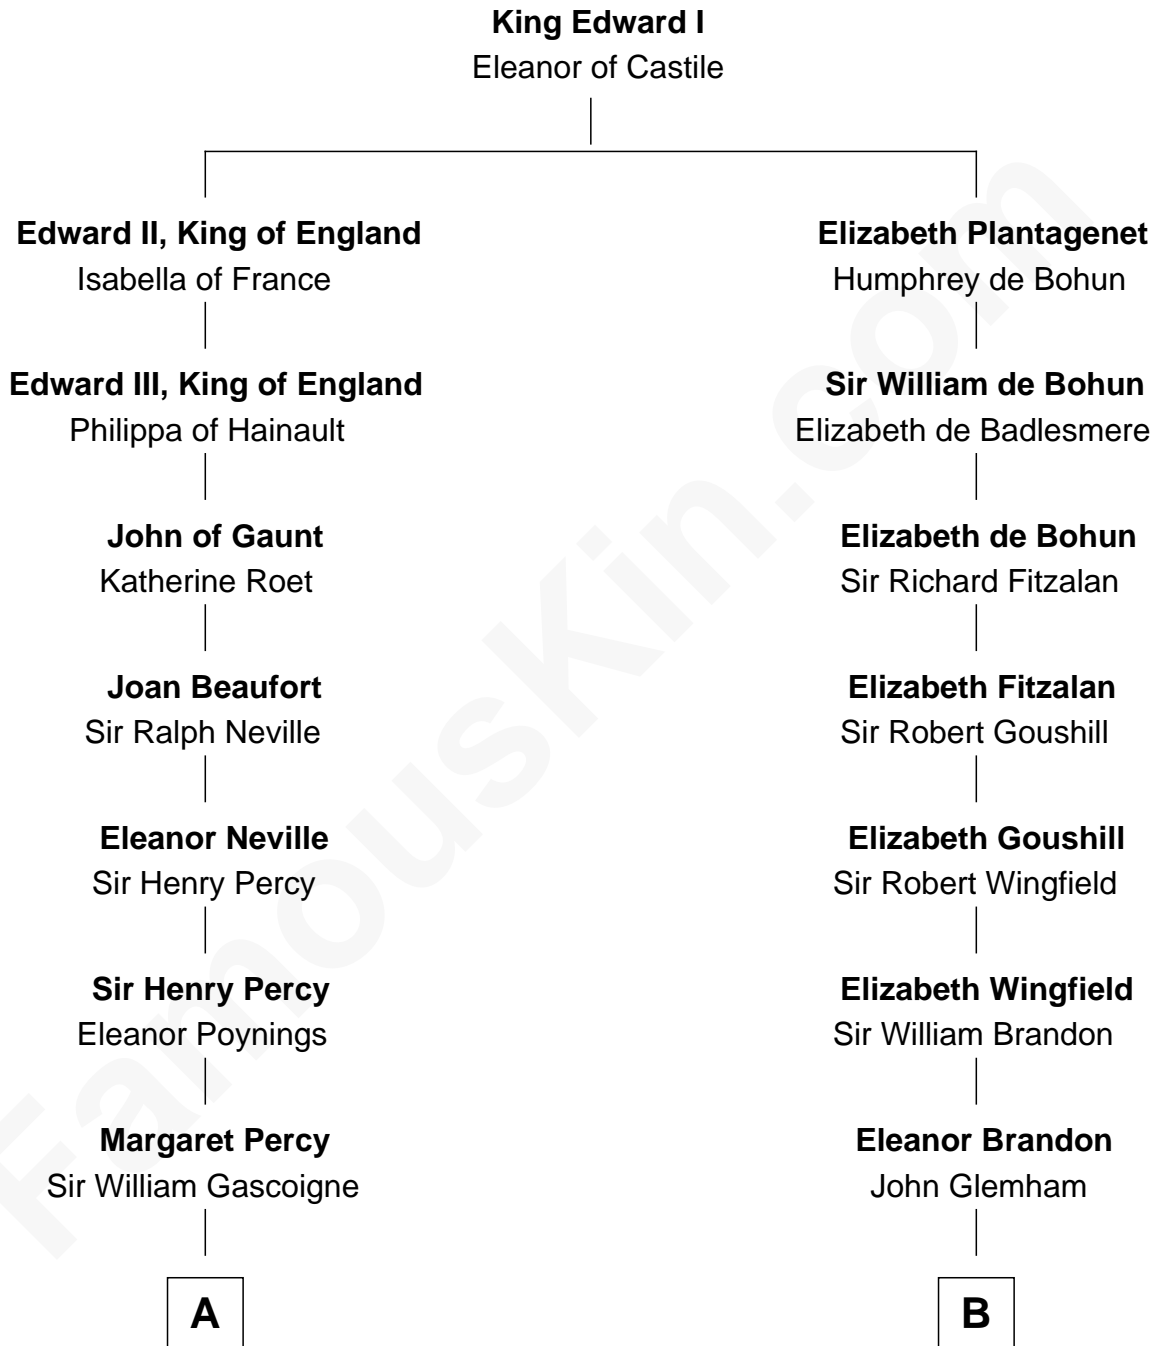 King Edward I
Eleanor of Castile
Edward II, King of England
Isabella of France
Elizabeth Plantagenet
Humphrey de Bohun
Edward III, King of England
Philippa of Hainault
Sir William de Bohun
Elizabeth de Badlesmere
John of Gaunt
Katherine Roet
Elizabeth de Bohun
Sir Richard Fitzalan
Joan Beaufort
Sir Ralph Neville
Elizabeth Fitzalan
Sir Robert Goushill
Eleanor Neville
Sir Henry Percy
Elizabeth Goushill
Sir Robert Wingfield
Sir Henry Percy
Eleanor Poynings
Elizabeth Wingfield
Sir William Brandon
Margaret Percy
Sir William Gascoigne
Eleanor Brandon
John Glemham
A
B
FamousKin.com